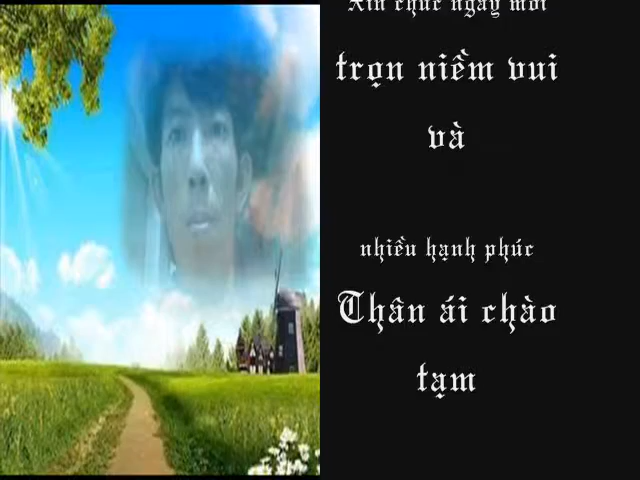 Xin chúc ngày mới
trọn niềm vui
và
nhiều hạnh phúc
Thân ái chào
tạm